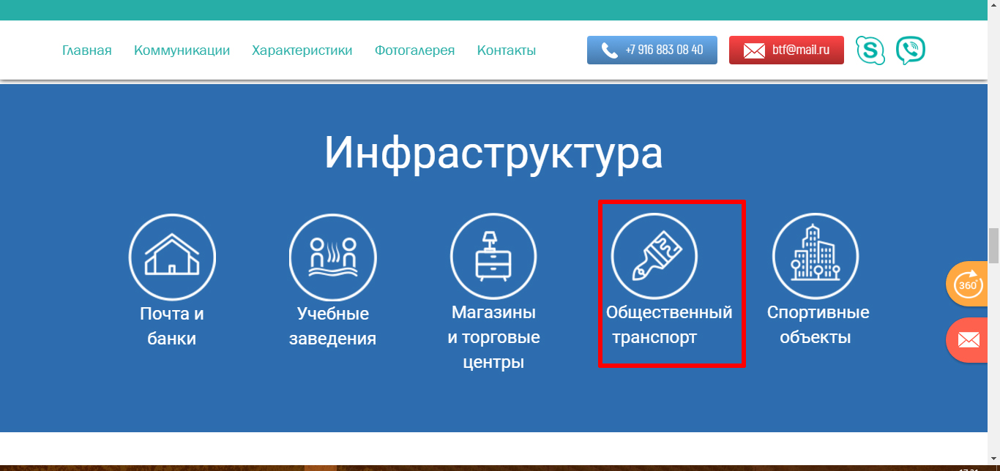 Главная Коммуникации Характеристики Фотогалерея Контакты +7 916 883 08 40 btf@mail.ru
Инфраструктура
Почта и
банки
Учебные
заведения
Магазины
и торговые
центры
Общественный
транспорт
Спортивные
объекты
360°